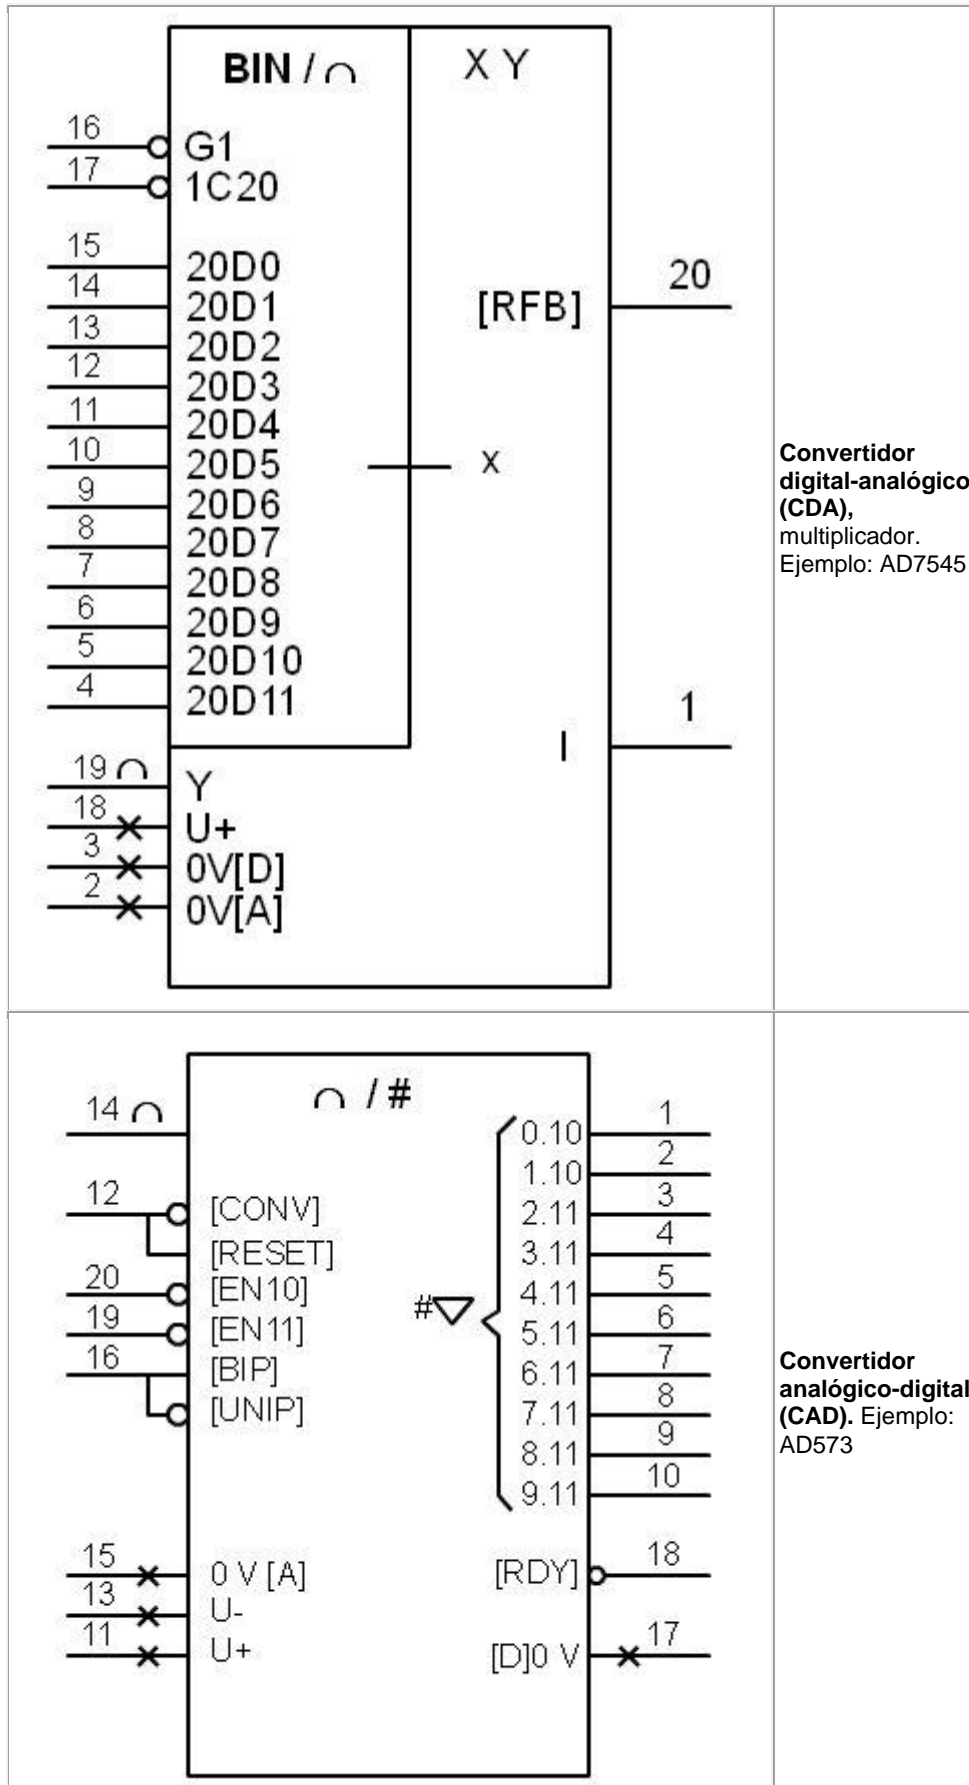 BIN / ∩
X Y
16
G1
17
1C20
15
20D0
14
20D1
13
20D2
12
20D3
11
20D4
10
20D5
9
20D6
8
20D7
7
20D8
6
20D9
5
20D10
4
20D11
X
[RFB]
20
I
1
19 ∩
Y
18
U+
3
0V[D]
2
0V[A]
Convertidor
digital-analógico
(CDA),
multiplicador.
Ejemplo: AD7545
∩ / #
14 ∩
12
[CONV]
[RESET]
20
[EN10]
19
[EN11]
16
[BIP]
[UNIP]
15
0 V [A]
13
U-
11
U+
#▽
0.10
1
1.10
2
2.11
3
3.11
4
4.11
5
5.11
6
6.11
7
7.11
8
8.11
9
9.11
10
[RDY]
18
[D]0 V
17
Convertidor
analógico-digital
(CAD). Ejemplo:
AD573